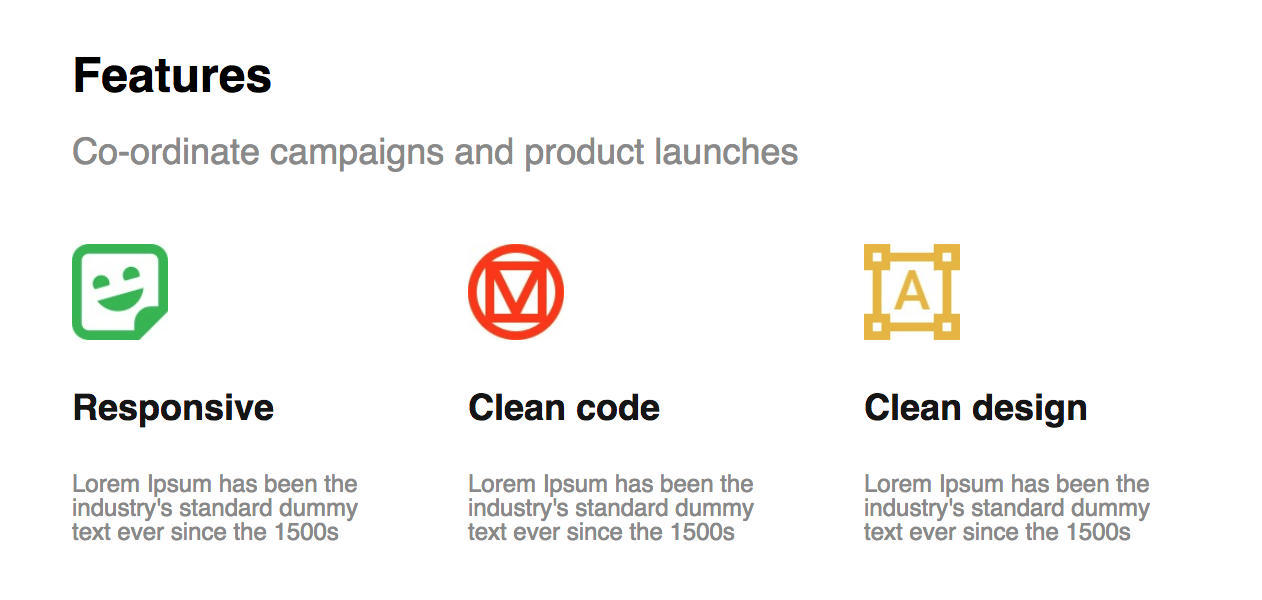 Features
Co-ordinate campaigns and product launches
A
Responsive
Clean code
Clean design
Lorem Ipsum has been the
industry's standard dummy
text ever since the 1500s
Lorem Ipsum has been the
industry's standard dummy
text ever since the 1500s
Lorem Ipsum has been the
industry's standard dummy
text ever since the 1500s